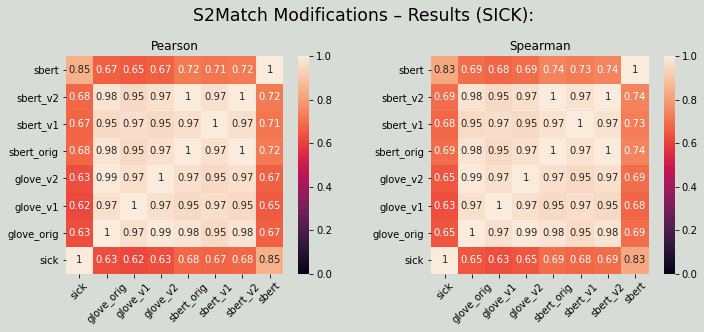 S2Match Modifications – Results (SICK):
Pearson
sbert 0.85 0.67 0.65 0.67 0.72 0.71 0.72 1
sbert_v2 0.68 0.98 0.95 0.97 1 0.97 1 0.72
sbert_v1 0.67 0.95 0.97 0.95 0.97 1 0.97 0.71
sbert_orig 0.68 0.98 0.95 0.97 1 0.97 1 0.72
glove_v2 0.63 0.99 0.97 1 0.97 0.95 0.97 0.67
glove_v1 0.62 0.97 1 0.97 0.95 0.97 0.95 0.65
glove_orig 0.63 1 0.97 0.99 0.98 0.95 0.98 0.67
sick 1 0.63 0.62 0.63 0.68 0.67 0.68 0.85
sick glove_orig glove_v1 glove_v2 sbert_orig sbert_v1 sbert_v2 sbert
1.0
0.8
0.6
0.4
0.2
0.0
Spearman
sbert 0.83 0.69 0.68 0.69 0.74 0.73 0.74 1
sbert_v2 0.69 0.98 0.95 0.97 1 0.97 1 0.74
sbert_v1 0.68 0.95 0.97 0.95 0.97 1 0.97 0.73
sbert_orig 0.69 0.98 0.95 0.97 1 0.97 1 0.74
glove_v2 0.65 0.99 0.97 1 0.97 0.95 0.97 0.69
glove_v1 0.63 0.97 1 0.97 0.95 0.97 0.95 0.68
glove_orig 0.65 1 0.97 0.99 0.98 0.95 0.98 0.69
sick 1 0.65 0.63 0.65 0.69 0.68 0.69 0.83
sick glove_orig glove_v1 glove_v2 sbert_orig sbert_v1 sbert_v2 sbert
1.0
0.8
0.6
0.4
0.2
0.0